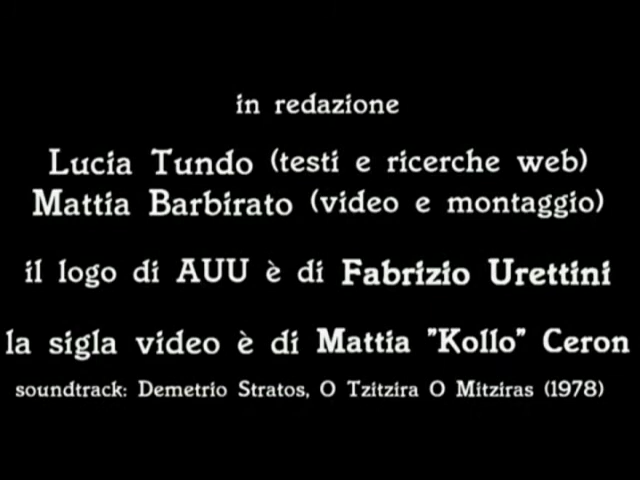 in redazione
Lucia Tundo (testi e ricerche web)
Mattia Barbirato (video e montaggio)
il logo di AUU è di Fabrizio Urettini
la sigla video è di Mattia "Kollo" Ceron
soundtrack: Demetrio Stratos, O Tzitzira O Mitziras (1978)